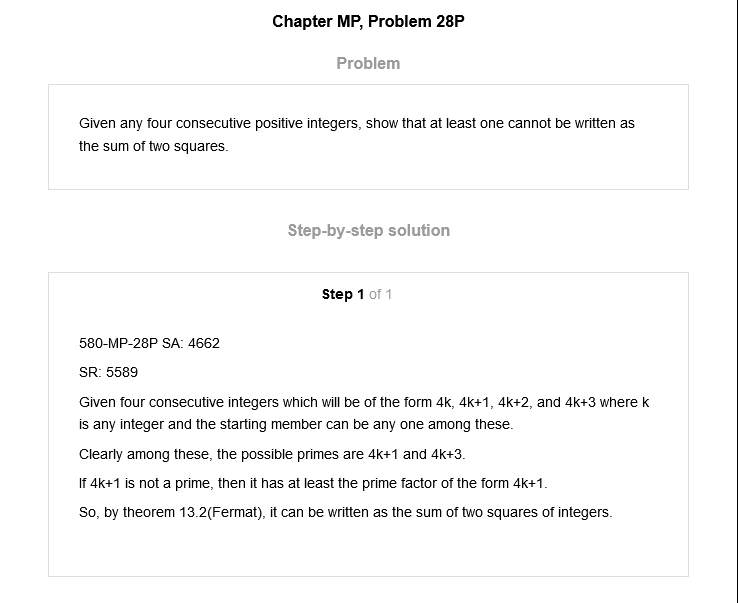 Chapter MP, Problem 28P
Problem
Given any four consecutive positive integers, show that at least one cannot be written as
the sum of two squares.
Step-by-step solution
Step 1 of 1
580-MP-28P SA: 4662
SR: 5589
Given four consecutive integers which will be of the form 4k, 4k+1, 4k+2, and 4k+3 where k
is any integer and the starting member can be any one among these.
Clearly among these, the possible primes are 4k+1 and 4k+3.
If 4k+1 is not a prime, then it has at least the prime factor of the form 4k+1.
So, by theorem 13.2(Fermat), it can be written as the sum of two squares of integers.